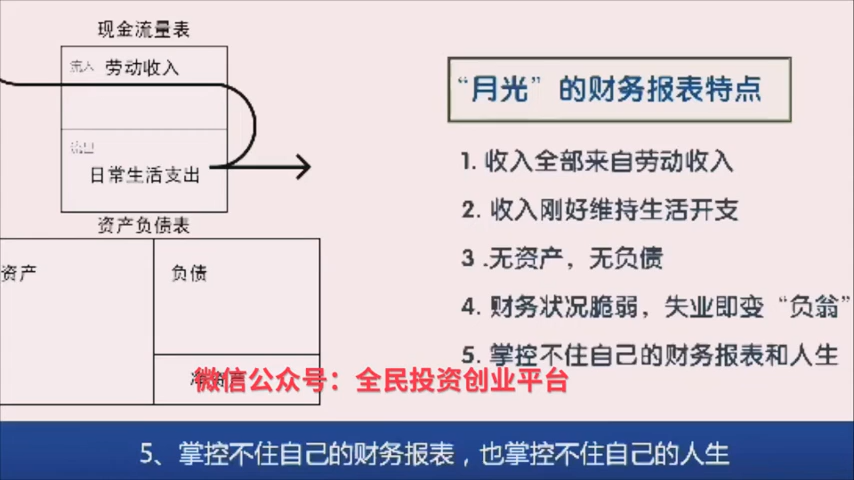 现金流量表
流入 劳动收入
流出
日常生活支出
资产负债表
资产
负债
“月光”的财务报表特点
1. 收入全部来自劳动收入
2. 收入刚好维持生活开支
3 .无资产，无负债
4. 财务状况脆弱，失业即变“负翁”
5. 掌控不住自己的财务报表和人生
微信公众号：全民投资创业平台
5、掌控不住自己的财务报表，也掌控不住自己的人生